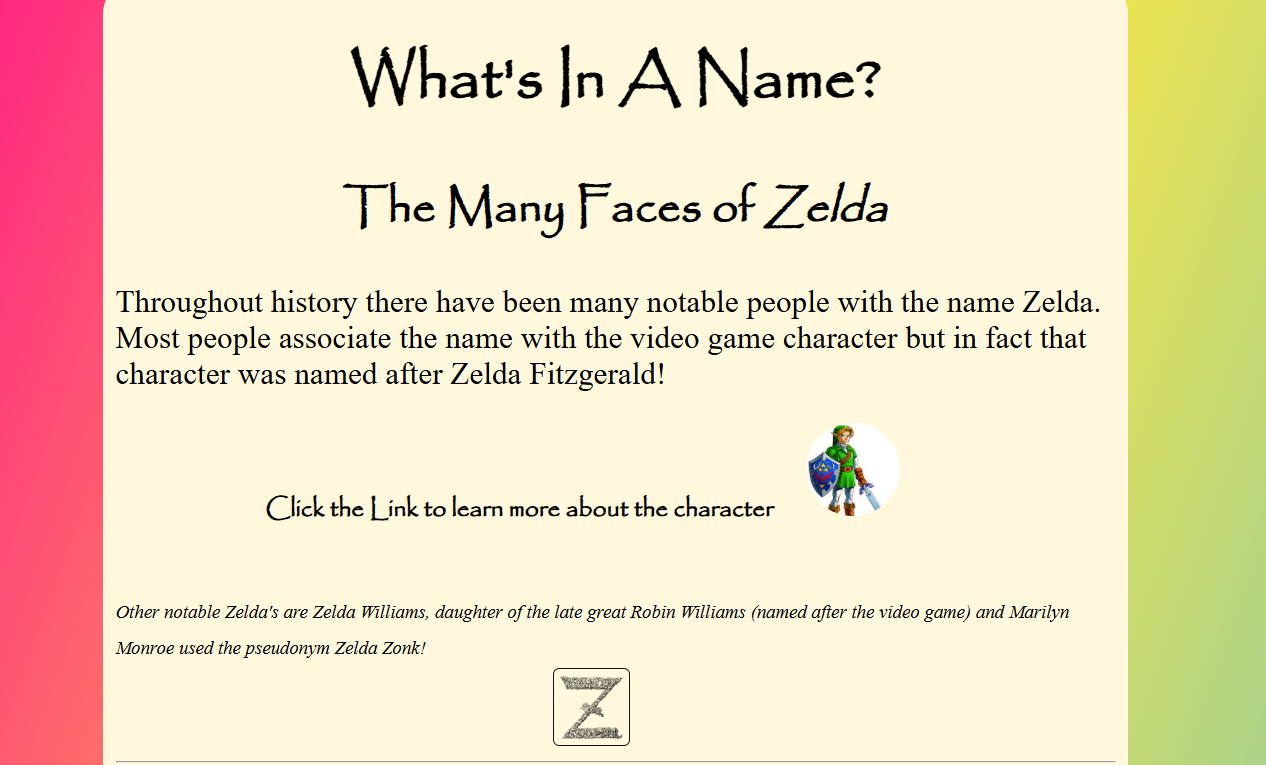 What's In A Name?
The Many Faces of Zelda
Throughout history there have been many notable people with the name Zelda.
Most people associate the name with the video game character but in fact that
character was named after Zelda Fitzgerald!
Click the Link to learn more about the character
Other notable Zelda's are Zelda Williams, daughter of the late great Robin Williams (named after the video game) and Marilyn
Monroe used the pseudonym Zelda Zonk!
Z